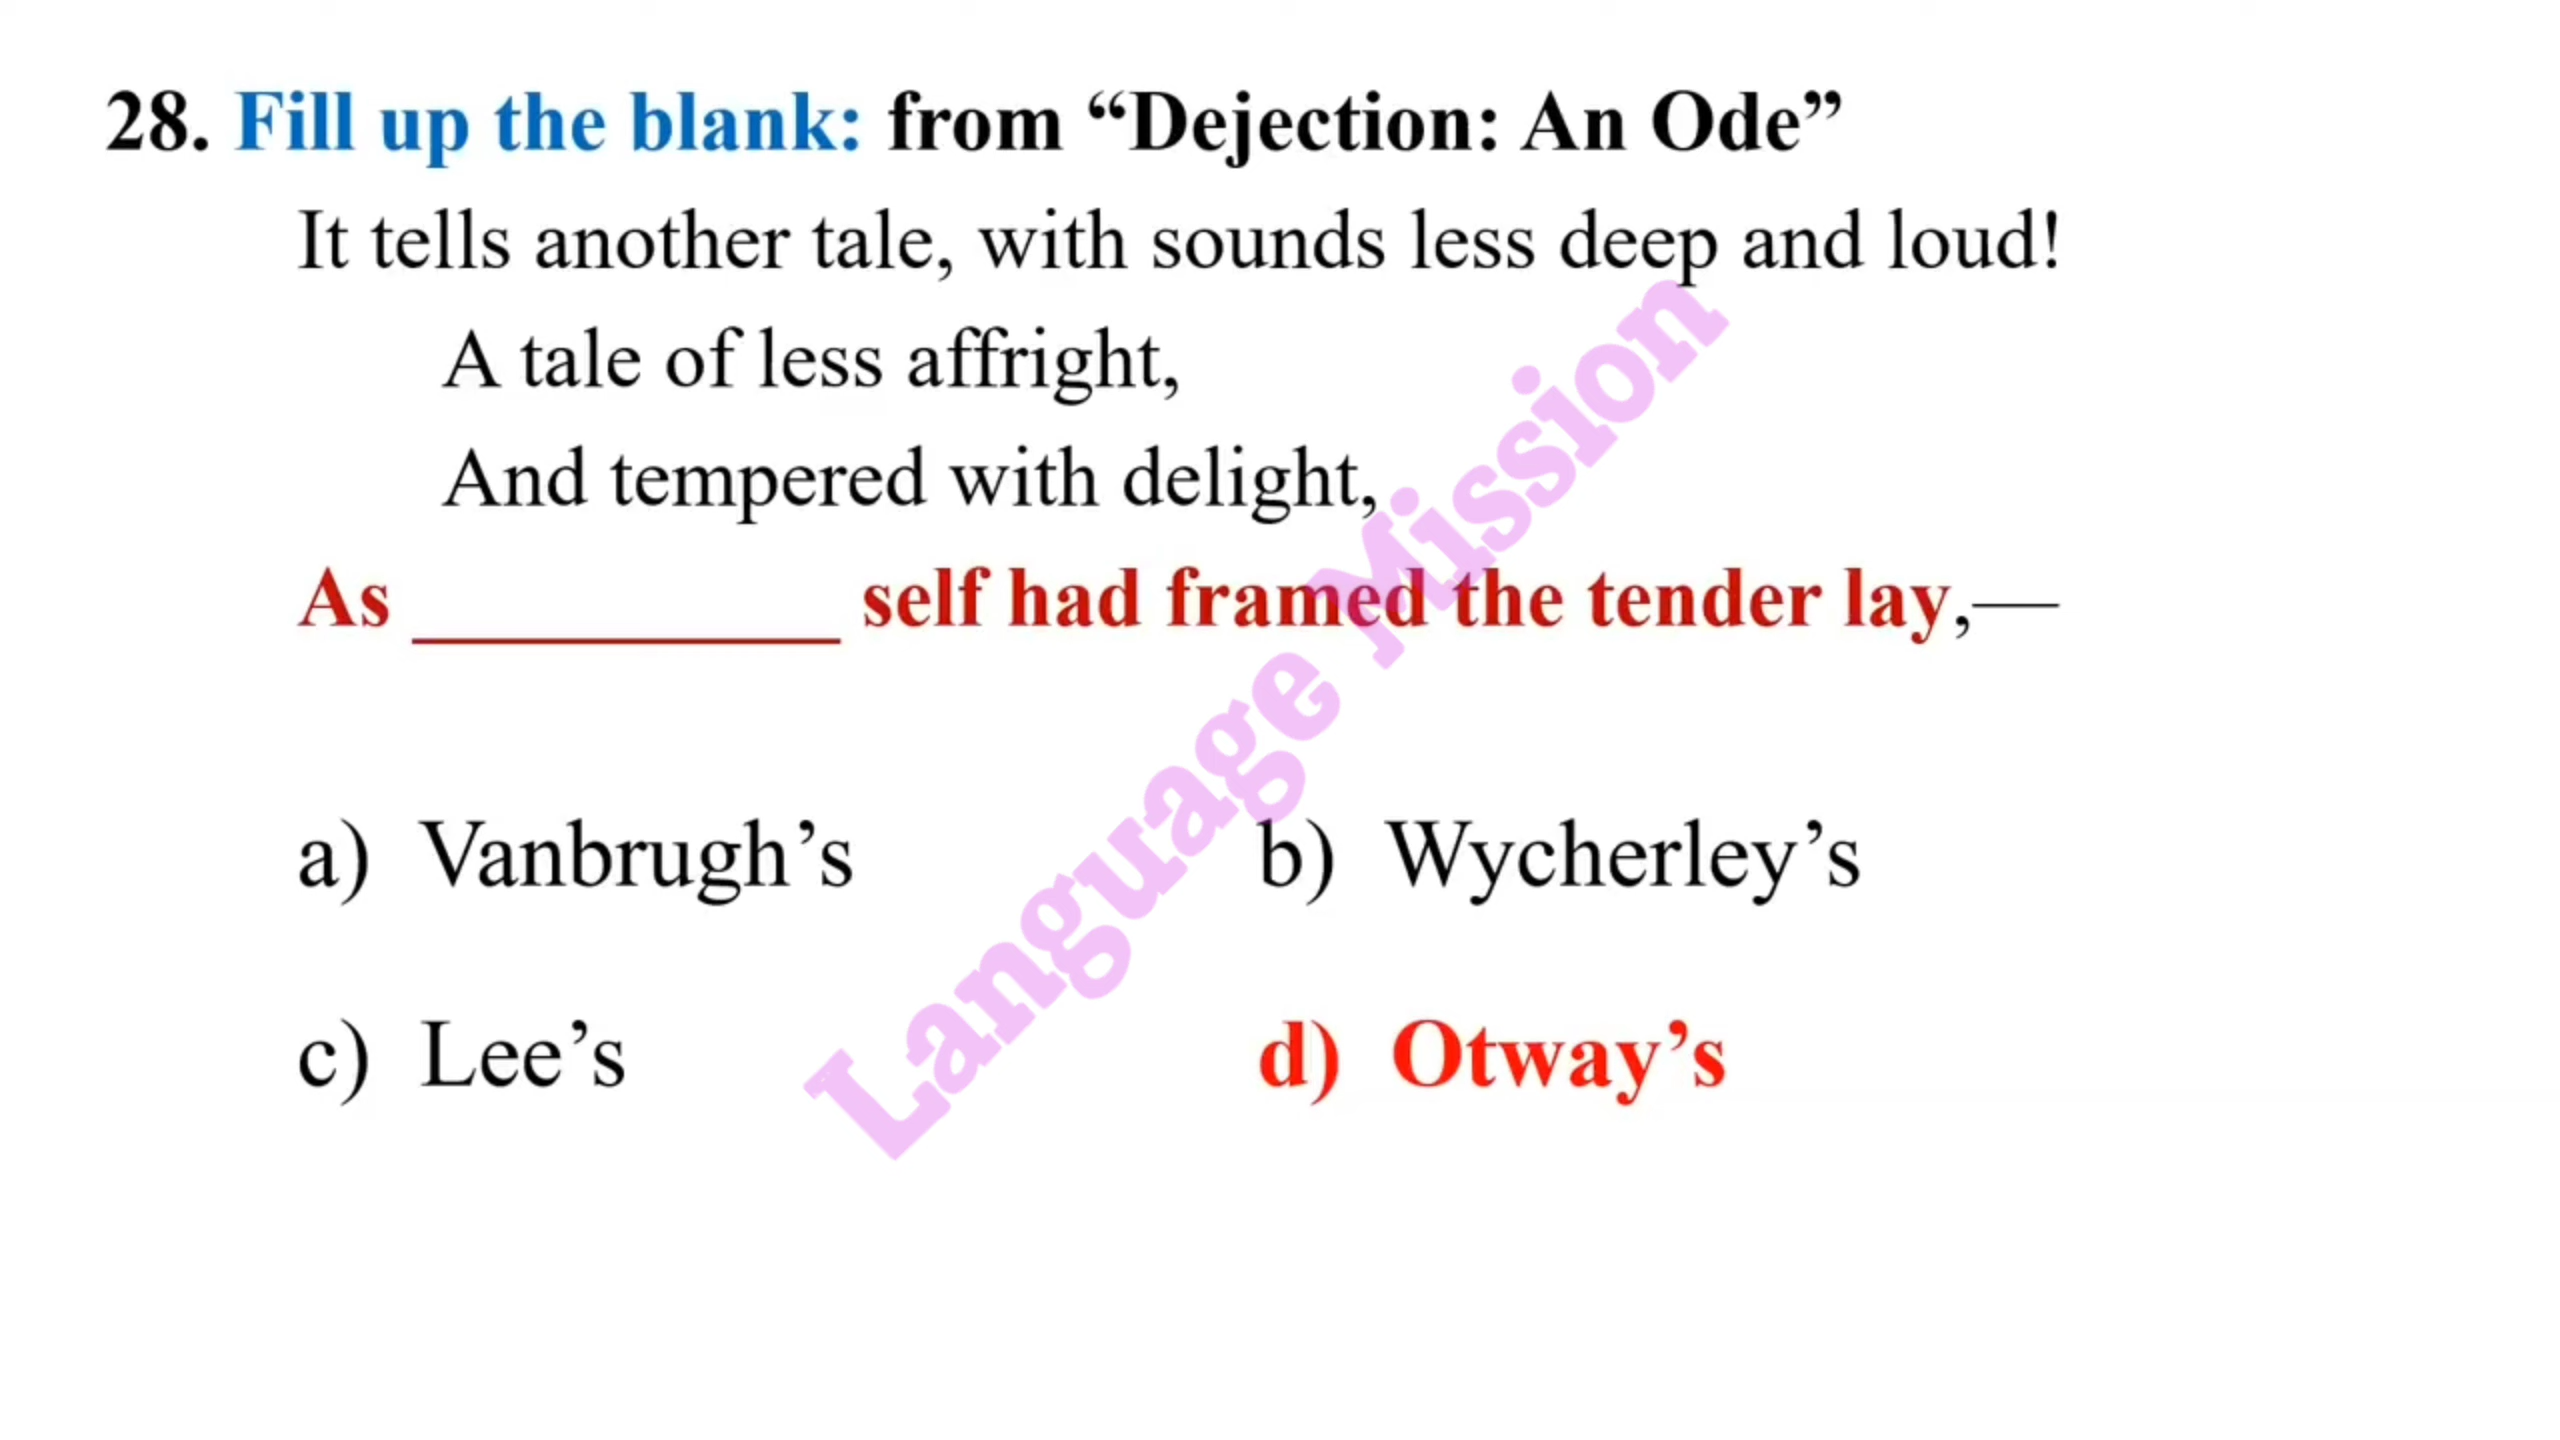 28. Fill up the blank: from “Dejection: An Ode”
It tells another tale, with sounds less deep and loud!
A tale of less affright,
And tempered with delight,
As __________ self had framed the tender lay,—
a) Vanbrugh’s
b) Wycherley’s
c) Lee’s
d) Otway’s
Language Mission